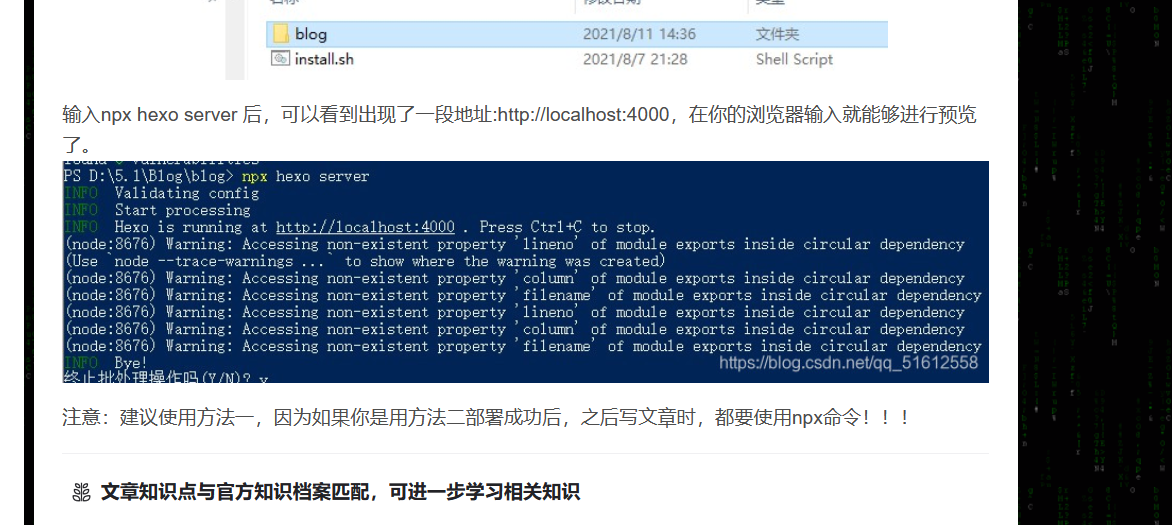 名称 修改日期 类型
blog 2021/8/11 14:36 文件夹
install.sh 2021/8/7 21:28 Shell Script
输入npx hexo server 后，可以看到出现了一段地址:http://localhost:4000，在你的浏览器输入就能够进行预览
了。
found 0 vulnerabilities
PS D:\5.1\Blog\blog> npx hexo server
INFO Validating config
INFO Start processing
INFO Hexo is running at http://localhost:4000 . Press Ctrl+C to stop.
(node:8676) Warning: Accessing non-existent property 'lineno' of module exports inside circular dependency
(Use `node --trace-warnings ...` to show where the warning was created)
(node:8676) Warning: Accessing non-existent property 'column' of module exports inside circular dependency
(node:8676) Warning: Accessing non-existent property 'filename' of module exports inside circular dependency
(node:8676) Warning: Accessing non-existent property 'lineno' of module exports inside circular dependency
(node:8676) Warning: Accessing non-existent property 'column' of module exports inside circular dependency
(node:8676) Warning: Accessing non-existent property 'filename' of module exports inside circular dependency
INFO Bye!
https://blog.csdn.net/qq_51612558
终止批处理操作吗(Y/N)? y
注意：建议使用方法一，因为如果你是用方法二部署成功后，之后写文章时，都要使用npx命令！！！
文章知识点与官方知识档案匹配，可进一步学习相关知识